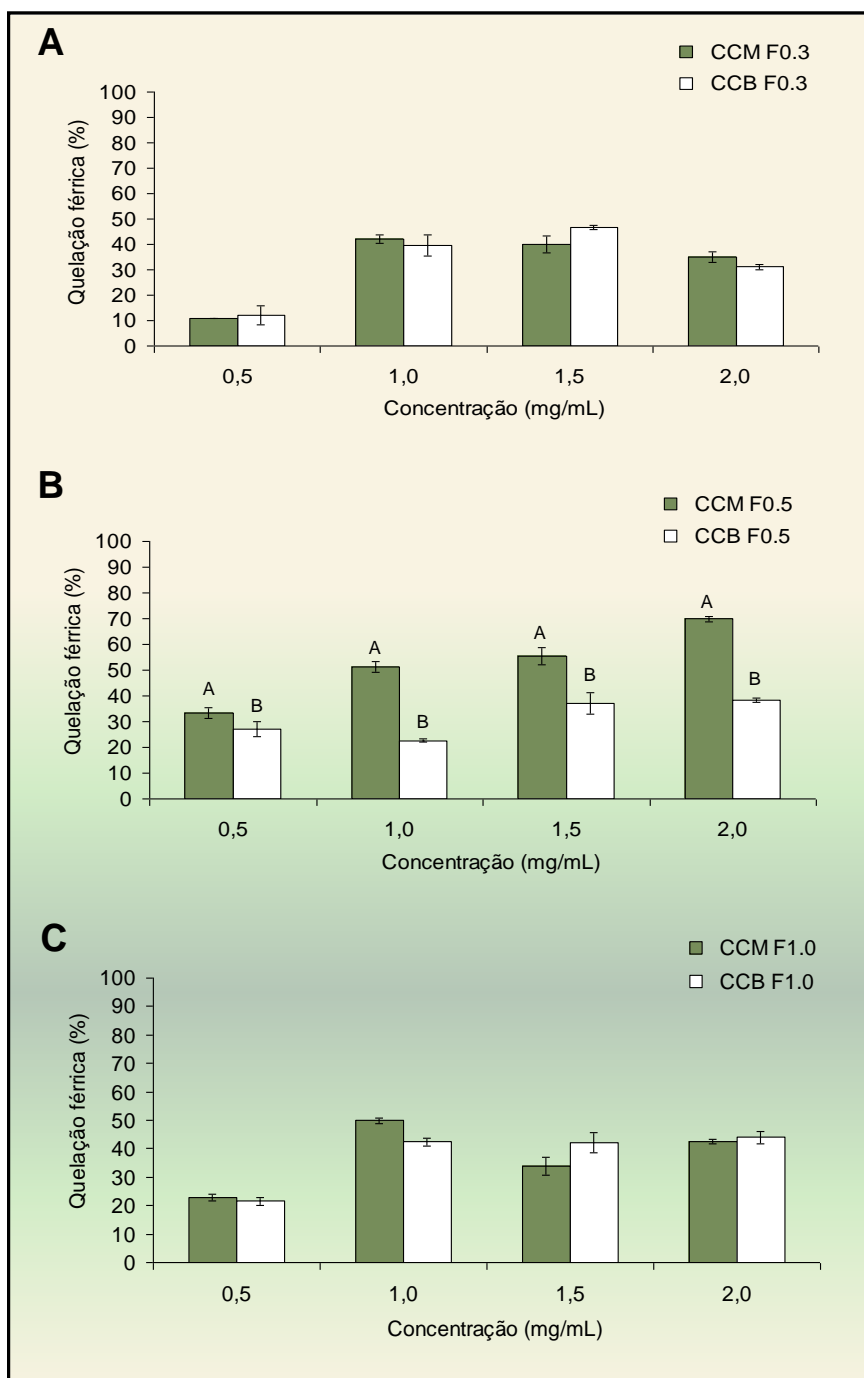 A
CCM F0.3
CCB F0.3
Quelação férrica (%)
100
90
80
70
60
50
40
30
20
10
0
0,5 1,0 1,5 2,0
Concentração (mg/mL)
B
CCM F0.5
CCB F0.5
Quelação férrica (%)
100
90
80
70
60
50
40
30
20
10
0
A B A B A B A B
0,5 1,0 1,5 2,0
Concentração (mg/mL)
C
CCM F1.0
CCB F1.0
Quelação férrica (%)
100
90
80
70
60
50
40
30
20
10
0
0,5 1,0 1,5 2,0
Concentração (mg/mL)